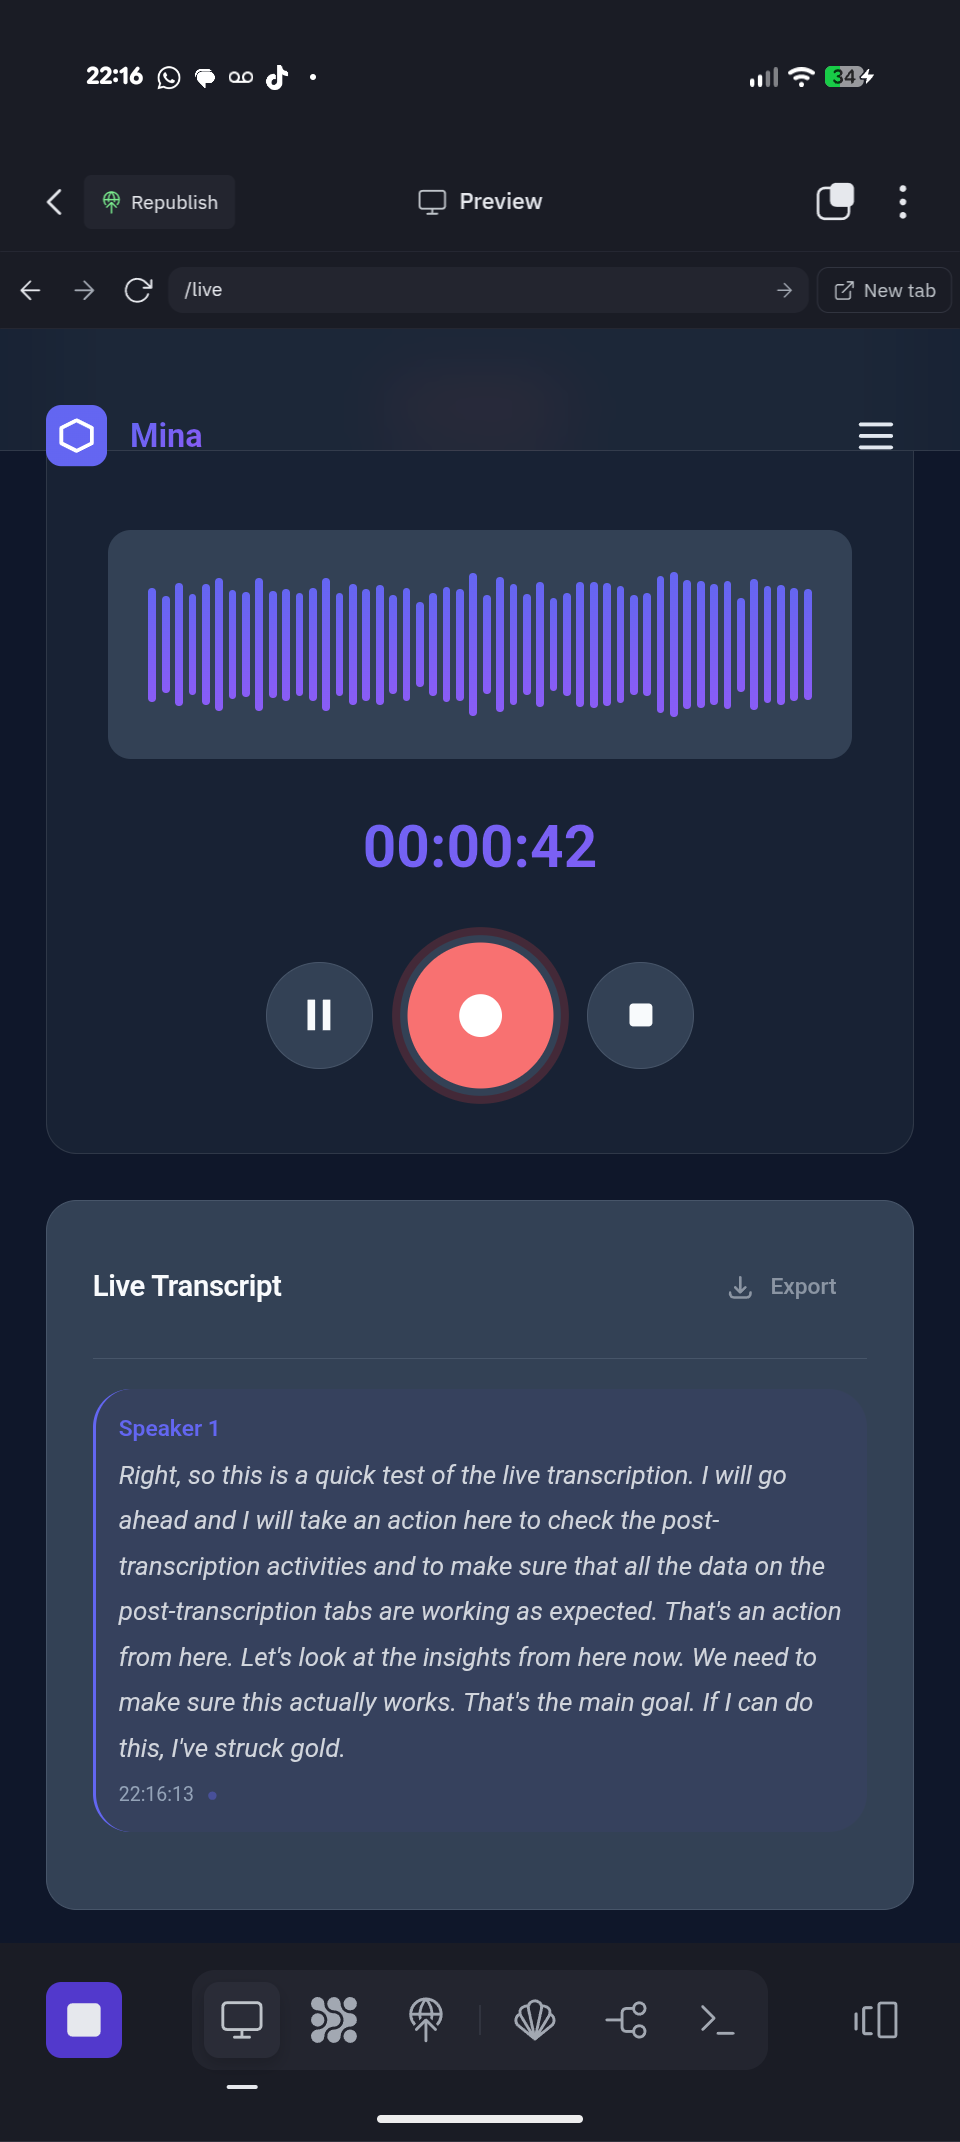 22:16
34
Republish
Preview
/live
New tab
Mina
00:00:42
Live Transcript
Export
Speaker 1
Right, so this is a quick test of the live transcription. I will go
ahead and I will take an action here to check the post-
transcription activities and to make sure that all the data on the
post-transcription tabs are working as expected. That's an action
from here. Let's look at the insights from here now. We need to
make sure this actually works. That's the main goal. If I can do
this, I've struck gold.
22:16:13